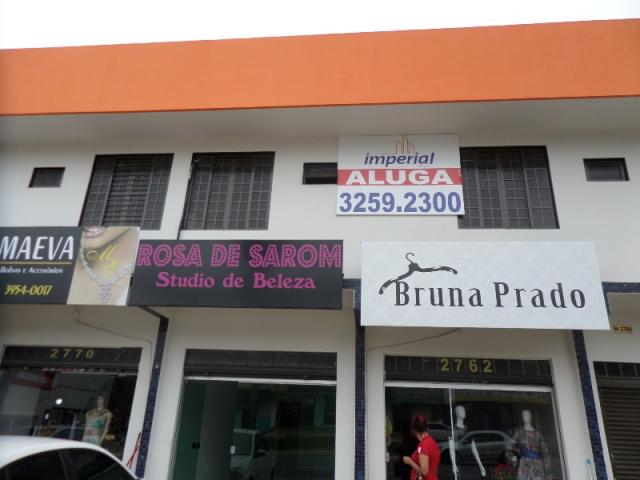 imperial
ALUGA
3259.2300
MAEVA
Bolsas e Acessórios
3954-0017
My
ROSA DE SAROM
Studio de Beleza
Bruna Prado
2770
2762